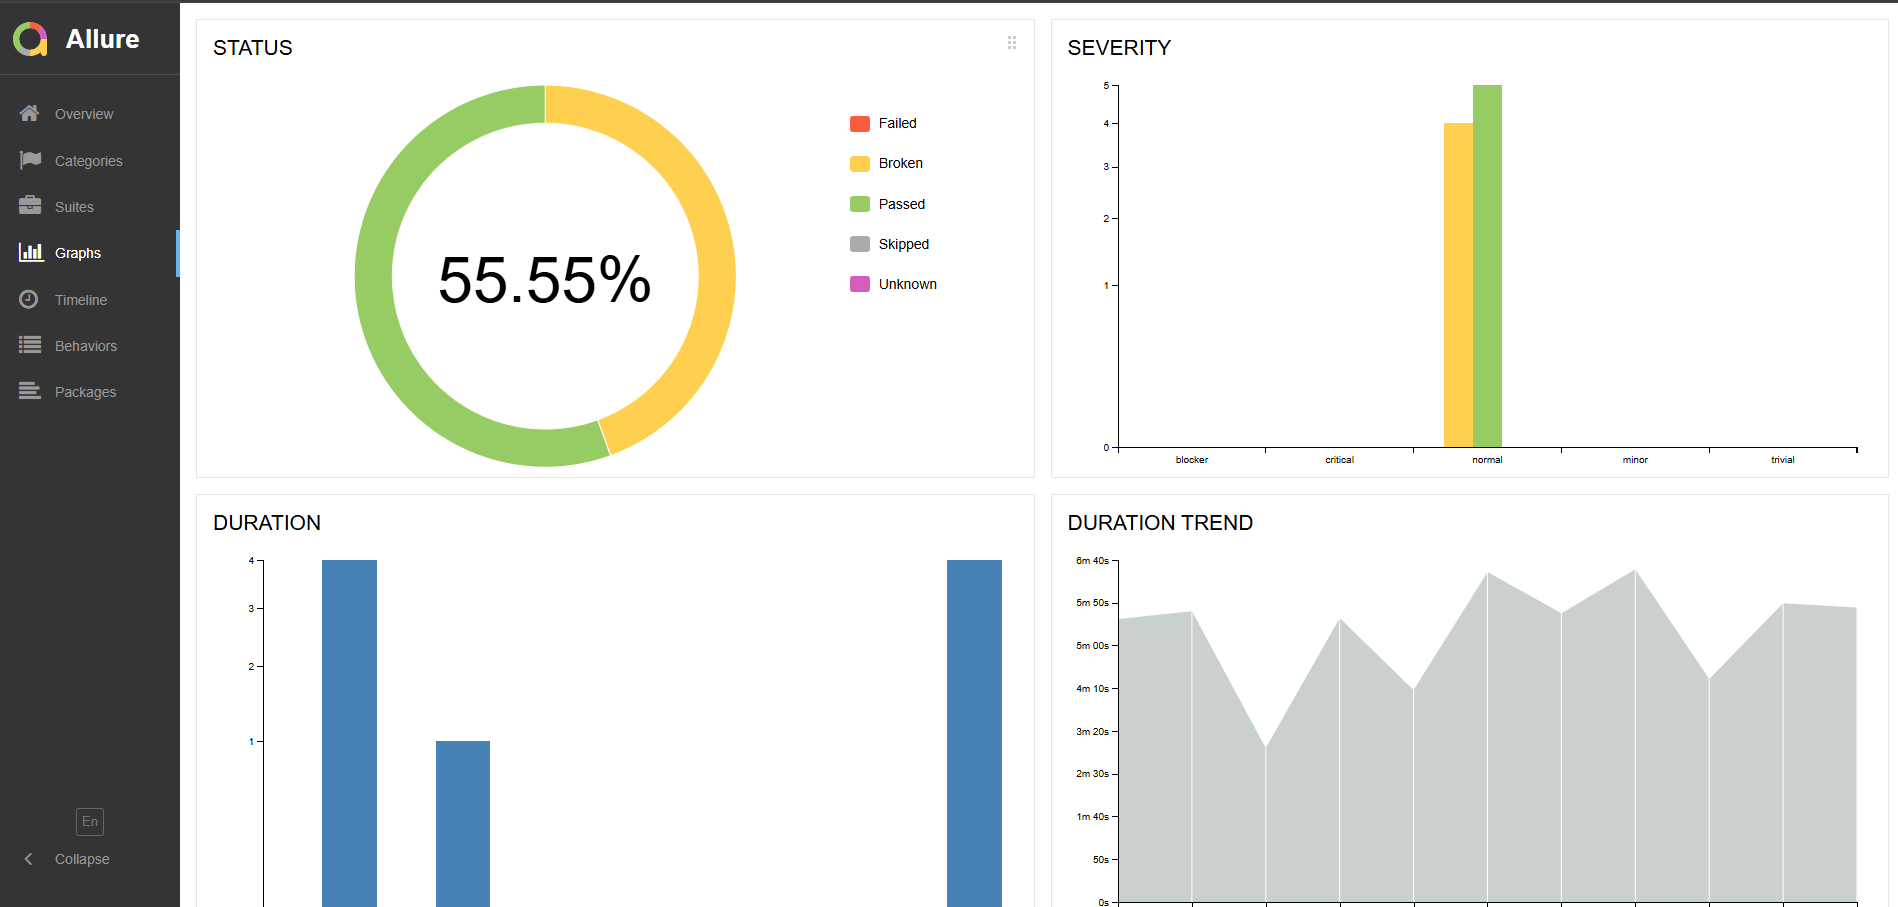 Allure
Overview
Categories
Suites
Graphs
Timeline
Behaviors
Packages
En
Collapse
STATUS
55.55%
Failed
Broken
Passed
Skipped
Unknown
SEVERITY
5
4
3
2
1
0
blocker critical normal minor trivial
DURATION
4
3
2
1
DURATION TREND
6m 40s
5m 50s
5m 00s
4m 10s
3m 20s
2m 30s
1m 40s
50s
0s